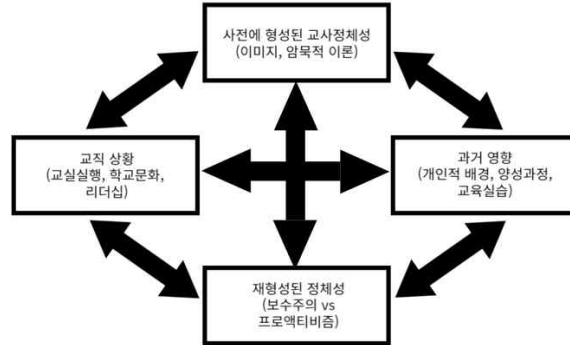 사전에 형성된 교사정체성
(이미지, 암묵적 이론)
교직 상황
(교실실행, 학교문화,
리더십)
과거 영향
(개인적 배경, 양성과정,
교육실습)
재형성된 정체성
(보수주의 vs
프로액티비즘)